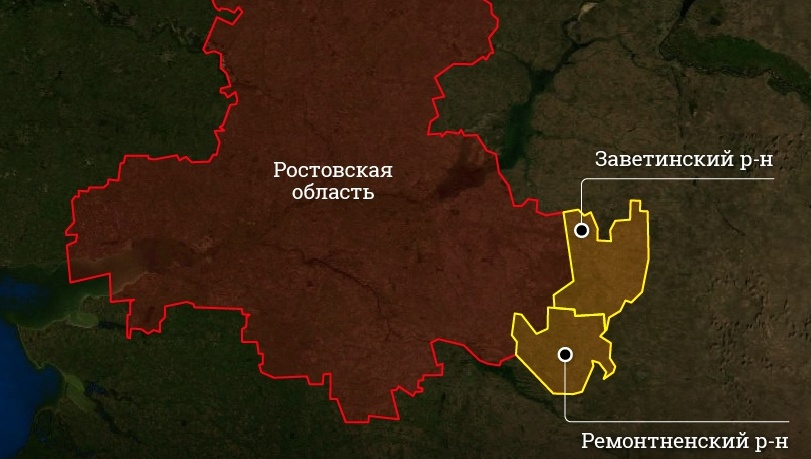 Заветинский р-н
Ростовская
область
Ремонтненский р-н